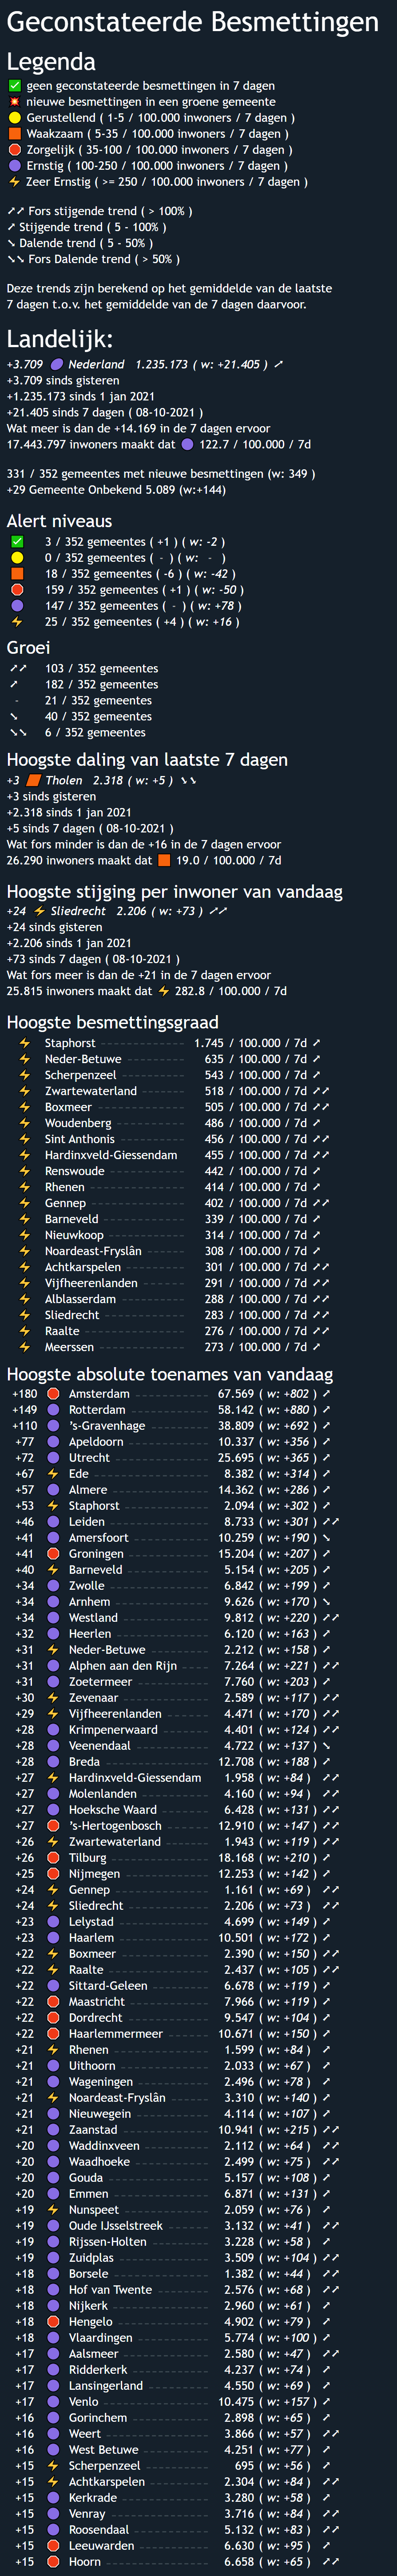 Geconstateerde Besmettingen
Legenda
✅ geen geconstateerde besmettingen in 7 dagen
💥 nieuwe besmettingen in een groene gemeente
🟡 Gerustellend ( 1-5 / 100.000 inwoners / 7 dagen )
🟧 Waakzaam ( 5-35 / 100.000 inwoners / 7 dagen )
🛑 Zorgelijk ( 35-100 / 100.000 inwoners / 7 dagen )
🟣 Ernstig ( 100-250 / 100.000 inwoners / 7 dagen )
⚡ Zeer Ernstig ( >= 250 / 100.000 inwoners / 7 dagen )
➚➚ Fors stijgende trend ( > 100% )
➚ Stijgende trend ( 5 - 100% )
➘ Dalende trend ( 5 - 50% )
➘➘ Fors Dalende trend ( > 50% )
Deze trends zijn berekend op het gemiddelde van de laatste
7 dagen t.o.v. het gemiddelde van de 7 dagen daarvoor.
Landelijk:
+3.709 🟣 Nederland 1.235.173 ( w: +21.405 ) ➚
+3.709 sinds gisteren
+1.235.173 sinds 1 jan 2021
+21.405 sinds 7 dagen ( 08-10-2021 )
Wat meer is dan de +14.169 in de 7 dagen ervoor
17.443.797 inwoners maakt dat 🟣 122.7 / 100.000 / 7d
331 / 352 gemeentes met nieuwe besmettingen (w: 349 )
+29 Gemeente Onbekend 5.089 (w:+144)
Alert niveaus
✅ 3 / 352 gemeentes ( +1 ) ( w: -2 )
🟡 0 / 352 gemeentes ( - ) ( w: - )
🟧 18 / 352 gemeentes ( -6 ) ( w: -42 )
🛑 159 / 352 gemeentes ( +1 ) ( w: -50 )
🟣 147 / 352 gemeentes ( - ) ( w: +78 )
⚡ 25 / 352 gemeentes ( +4 ) ( w: +16 )
Groei
➚➚ 103 / 352 gemeentes
➚ 182 / 352 gemeentes
- 21 / 352 gemeentes
➘ 40 / 352 gemeentes
➘➘ 6 / 352 gemeentes
Hoogste daling van laatste 7 dagen
+3 🟧 Tholen 2.318 ( w: +5 ) ➘➘
+3 sinds gisteren
+2.318 sinds 1 jan 2021
+5 sinds 7 dagen ( 08-10-2021 )
Wat fors minder is dan de +16 in de 7 dagen ervoor
26.290 inwoners maakt dat 🟧 19.0 / 100.000 / 7d
Hoogste stijging per inwoner van vandaag
+24 ⚡ Sliedrecht 2.206 ( w: +73 ) ➚➚
+24 sinds gisteren
+2.206 sinds 1 jan 2021
+73 sinds 7 dagen ( 08-10-2021 )
Wat fors meer is dan de +21 in de 7 dagen ervoor
25.815 inwoners maakt dat ⚡ 282.8 / 100.000 / 7d
Hoogste besmettingsgraad
⚡ Staphorst 1.745 / 100.000 / 7d ➚
⚡ Neder-Betuwe 635 / 100.000 / 7d ➚
⚡ Scherpenzeel 543 / 100.000 / 7d ➚
⚡ Zwartewaterland 518 / 100.000 / 7d ➚➚
⚡ Boxmeer 505 / 100.000 / 7d ➚➚
⚡ Woudenberg 486 / 100.000 / 7d ➚
⚡ Sint Anthonis 456 / 100.000 / 7d ➚➚
⚡ Hardinxveld-Giessendam 455 / 100.000 / 7d ➚➚
⚡ Renswoude 442 / 100.000 / 7d ➚
⚡ Rhenen 414 / 100.000 / 7d ➚
⚡ Gennep 402 / 100.000 / 7d ➚➚
⚡ Barneveld 339 / 100.000 / 7d ➚
⚡ Nieuwkoop 314 / 100.000 / 7d ➚
⚡ Noardeast-Fryslân 308 / 100.000 / 7d ➚
⚡ Achtkarspelen 301 / 100.000 / 7d ➚➚
⚡ Vijfheerenlanden 291 / 100.000 / 7d ➚➚
⚡ Alblasserdam 288 / 100.000 / 7d ➚➚
⚡ Sliedrecht 283 / 100.000 / 7d ➚➚
⚡ Raalte 276 / 100.000 / 7d ➚➚
⚡ Meerssen 273 / 100.000 / 7d ➚
Hoogste absolute toenames van vandaag
+180 🛑 Amsterdam 67.569 ( w: +802 ) ➚
+149 🟣 Rotterdam 58.142 ( w: +880 ) ➚
+110 🟣 's-Gravenhage 38.809 ( w: +692 ) ➚
+77 🟣 Apeldoorn 10.337 ( w: +356 ) ➚
+72 🟣 Utrecht 25.695 ( w: +365 ) ➚
+67 ⚡ Ede 8.382 ( w: +314 ) ➚
+57 🟣 Almere 14.362 ( w: +286 ) ➚
+53 ⚡ Staphorst 2.094 ( w: +302 ) ➚
+46 🟣 Leiden 8.733 ( w: +301 ) ➚➚
+41 🟣 Amersfoort 10.259 ( w: +190 ) ➘
+41 🛑 Groningen 15.204 ( w: +207 ) ➚
+40 ⚡ Barneveld 5.154 ( w: +205 ) ➚
+34 🟣 Zwolle 6.842 ( w: +199 ) ➚
+34 🟣 Arnhem 9.626 ( w: +170 ) ➘
+34 🟣 Westland 9.812 ( w: +220 ) ➚➚
+32 🟣 Heerlen 6.120 ( w: +163 ) ➚
+31 ⚡ Neder-Betuwe 2.212 ( w: +158 ) ➚
+31 🟣 Alphen aan den Rijn 7.264 ( w: +221 ) ➚➚
+31 🟣 Zoetermeer 7.760 ( w: +203 ) ➚
+30 ⚡ Zevenaar 2.589 ( w: +117 ) ➚➚
+29 ⚡ Vijfheerenlanden 4.471 ( w: +170 ) ➚➚
+28 🟣 Krimpenerwaard 4.401 ( w: +124 ) ➚➚
+28 🟣 Veenendaal 4.722 ( w: +137 ) ➘
+28 🟣 Breda 12.708 ( w: +188 ) ➚
+27 ⚡ Hardinxveld-Giessendam 1.958 ( w: +84 ) ➚➚
+27 🟣 Molenlanden 4.160 ( w: +94 ) ➚➚
+27 🟣 Hoeksche Waard 6.428 ( w: +131 ) ➚➚
+27 🛑 's-Hertogenbosch 12.910 ( w: +147 ) ➚➚
+26 ⚡ Zwartewaterland 1.943 ( w: +119 ) ➚➚
+26 🛑 Tilburg 18.168 ( w: +210 ) ➚
+25 🛑 Nijmegen 12.253 ( w: +142 ) ➚
+24 ⚡ Gennep 1.161 ( w: +69 ) ➚➚
+24 ⚡ Sliedrecht 2.206 ( w: +73 ) ➚➚
+23 🟣 Lelystad 4.699 ( w: +149 ) ➚
+23 🟣 Haarlem 10.501 ( w: +172 ) ➚
+22 ⚡ Boxmeer 2.390 ( w: +150 ) ➚➚
+22 ⚡ Raalte 2.437 ( w: +105 ) ➚➚
+22 🟣 Sittard-Geleen 6.678 ( w: +119 ) ➚
+22 🛑 Maastricht 7.966 ( w: +119 ) ➚
+22 🛑 Dordrecht 9.547 ( w: +104 ) ➚
+22 🛑 Haarlemmermeer 10.671 ( w: +150 ) ➚
+21 ⚡ Rhenen 1.599 ( w: +84 ) ➚
+21 🟣 Uithoorn 2.033 ( w: +67 ) ➚
+21 🟣 Wageningen 2.496 ( w: +78 ) ➚
+21 ⚡ Noardeast-Fryslân 3.310 ( w: +140 ) ➚
+21 🟣 Nieuwegein 4.114 ( w: +107 ) ➚
+21 🟣 Zaanstad 10.941 ( w: +215 ) ➚➚
+20 🟣 Waddinxveen 2.112 ( w: +64 ) ➚➚
+20 🟣 Waadhoeke 2.499 ( w: +75 ) ➚➚
+20 🟣 Gouda 5.157 ( w: +108 ) ➚
+20 🟣 Emmen 6.871 ( w: +131 ) ➚
+19 ⚡ Nunspeet 2.059 ( w: +76 ) ➚
+19 🟣 Oude IJsselstreek 3.132 ( w: +41 ) ➚➚
+19 🟣 Rijssen-Holten 3.228 ( w: +58 ) ➚
+19 🟣 Zuidplas 3.509 ( w: +104 ) ➚➚
+18 🟣 Borsele 1.382 ( w: +44 ) ➚➚
+18 🟣 Hof van Twente 2.576 ( w: +68 ) ➚➚
+18 🟣 Nijkerk 2.960 ( w: +61 ) ➚
+18 🛑 Hengelo 4.902 ( w: +79 ) ➚
+18 🟣 Vlaardingen 5.774 ( w: +100 ) ➚
+17 🟣 Aalsmeer 2.580 ( w: +47 ) ➚➚
+17 🟣 Ridderkerk 4.237 ( w: +74 ) ➚
+17 🟣 Lansingerland 4.550 ( w: +69 ) ➚
+17 🟣 Venlo 10.475 ( w: +157 ) ➚
+16 🟣 Gorinchem 2.898 ( w: +65 ) ➚
+16 🟣 Weert 3.866 ( w: +57 ) ➚➚
+16 🟣 West Betuwe 4.251 ( w: +77 ) ➚
+15 ⚡ Scherpenzeel 695 ( w: +56 ) ➚
+15 ⚡ Achtkarspelen 2.304 ( w: +84 ) ➚➚
+15 🟣 Kerkrade 3.280 ( w: +58 ) ➚
+15 🟣 Venray 3.716 ( w: +84 ) ➚➚
+15 🟣 Roosendaal 5.132 ( w: +83 ) ➚➚
+15 🛑 Leeuwarden 6.630 ( w: +95 ) ➚
+15 🛑 Hoorn 6.658 ( w: +65 ) ➚➚